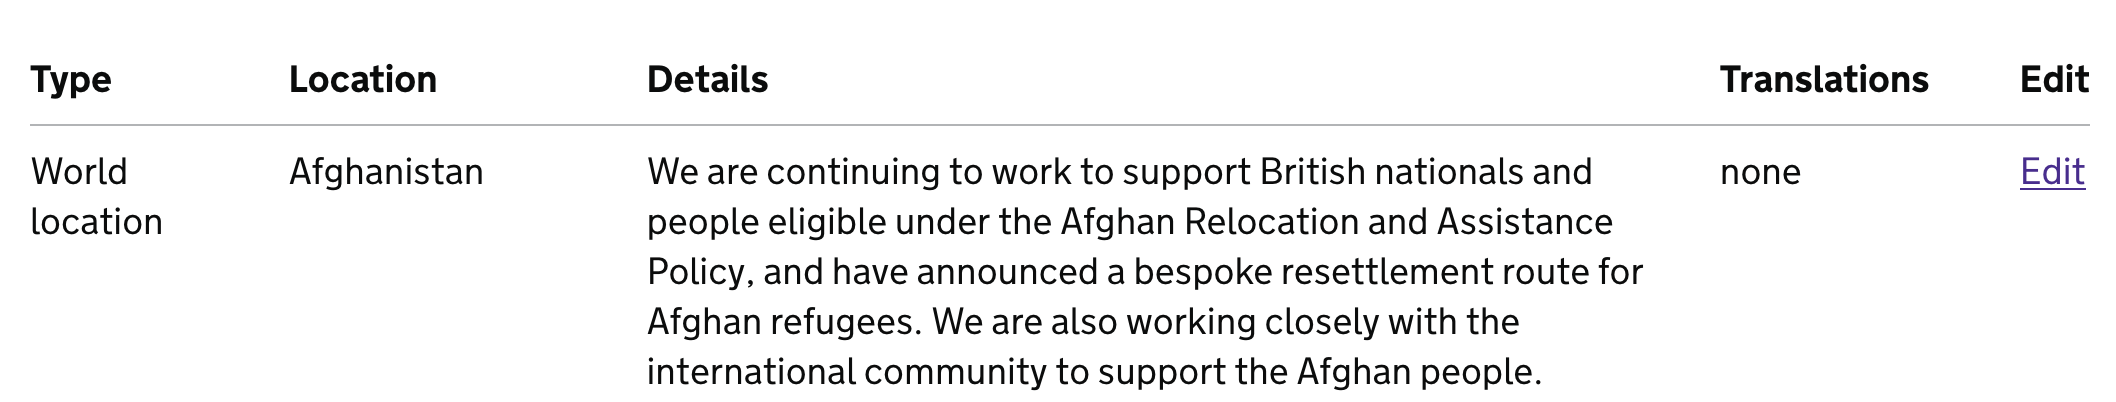 Type Location Details Translations Edit
World Afghanistan We are continuing to work to support British nationals and none Edit
location people eligible under the Afghan Relocation and Assistance
Policy, and have announced a bespoke resettlement route for
Afghan refugees. We are also working closely with the
international community to support the Afghan people.